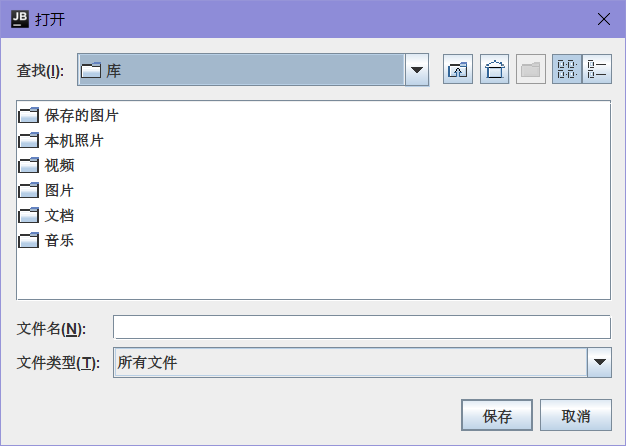 JB 打开
查找(I): 库
保存的图片
本机照片
视频
图片
文档
音乐
文件名(N):
文件类型(T): 所有文件
保存 取消